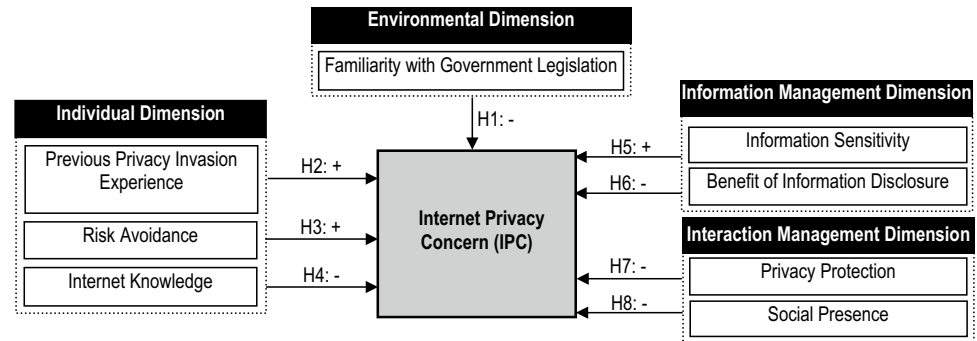 Environmental Dimension
Familiarity with Government Legislation
H1: -
Individual Dimension
Previous Privacy Invasion
Experience
Risk Avoidance
Internet Knowledge
H2: +
H3: +
H4: -
Internet Privacy
Concern (IPC)
Information Management Dimension
H5: +
Information Sensitivity
H6: -
Benefit of Information Disclosure
Interaction Management Dimension
H7: -
Privacy Protection
H8: -
Social Presence